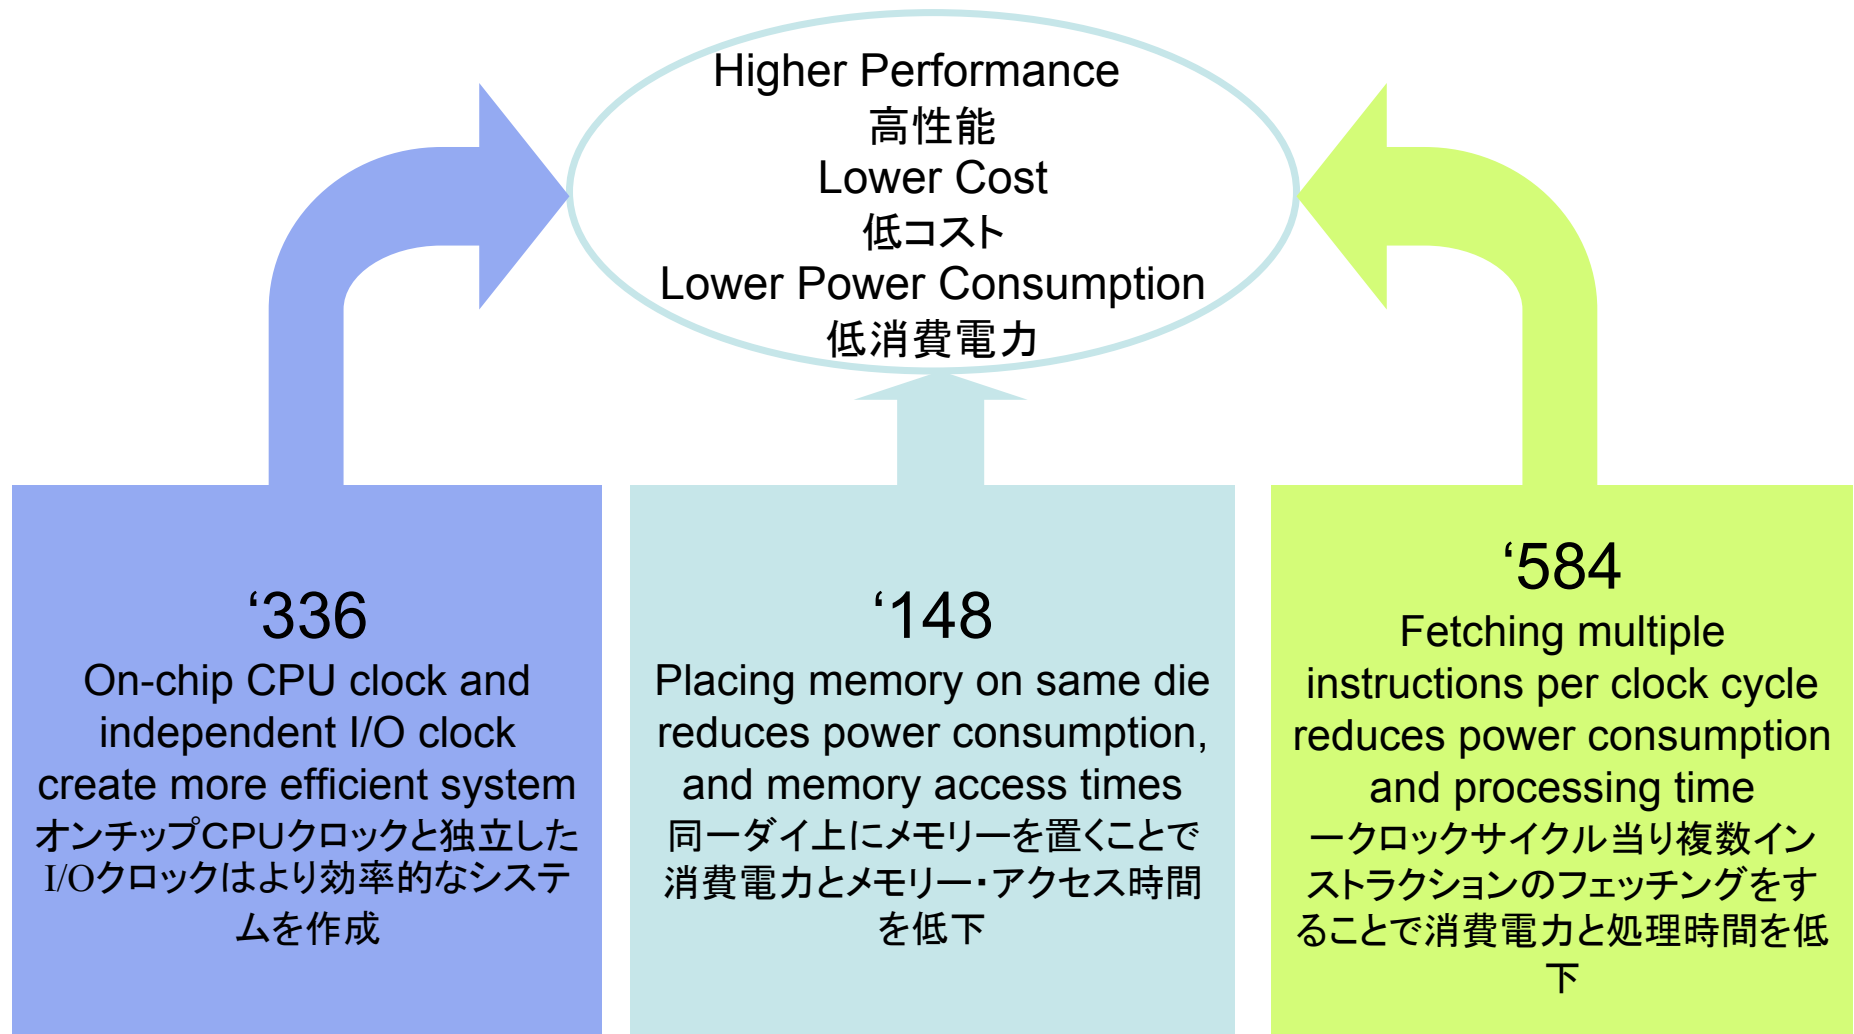 Higher Performance
高性能
Lower Cost
低コスト
Lower Power Consumption
低消費電力
‘336
On-chip CPU clock and
independent I/O clock
create more efficient system
オンチップCPUクロックと独立した
I/Oクロックはより効率的なシステ
ムを作成
‘148
Placing memory on same die
reduces power consumption,
and memory access times
同一ダイ上にメモリーを置くことで
消費電力とメモリー・アクセス時間
を低下
‘584
Fetching multiple
instructions per clock cycle
reduces power consumption
and processing time
一クロックサイクル当り複数イン
ストラクションのフェッチングをす
ることで消費電力と処理時間を低
下